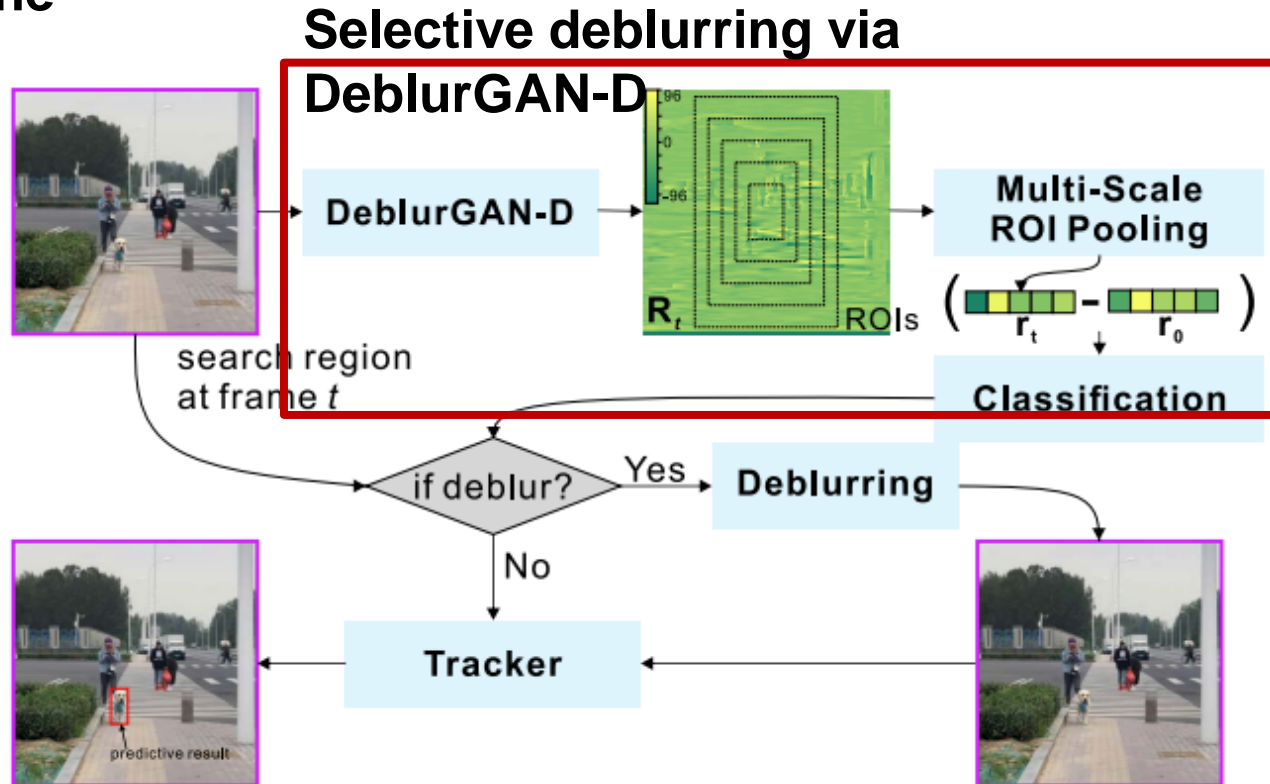 Selective deblurring via
DeblurGAN-D
96
0
-96
DeblurGAN-D
Multi-Scale
ROI Pooling
R_t
ROIs
( r_t - r_0 )
search region
at frame t
Classification
if deblur?
Yes
Deblurring
No
Tracker
predictive result